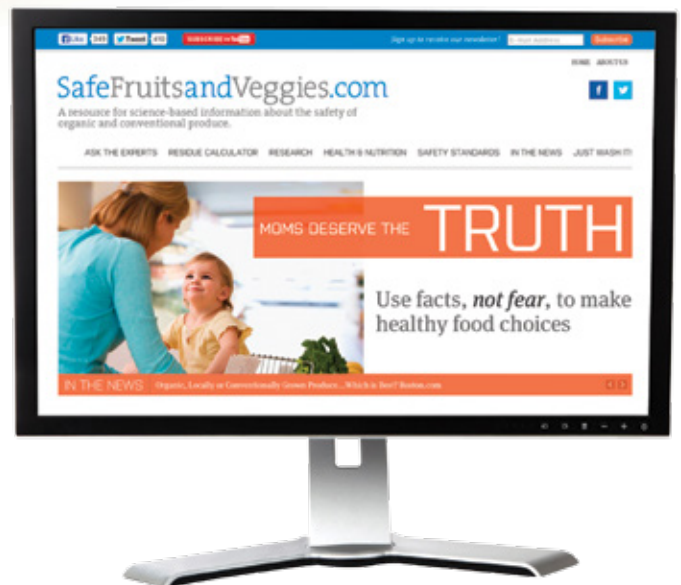 Like 349 Tweet 410 SUBSCRIBE Sign up to receive our newsletter! Subscribe
HOME ABOUT US
SafeFruitsandVeggies.com
A resource for science-based information about the safety of
organic and conventional produce.
ASK THE EXPERTS RESIDUE CALCULATOR RESEARCH HEALTH & NUTRITION SAFETY STANDARDS IN THE NEWS JUST WASH IT!
MOMS DESERVE THE TRUTH
Use facts, not fear, to make
healthy food choices
IN THE NEWS Organic, Locally or Conventionally Grown Produce...Which is Best? Boston.com